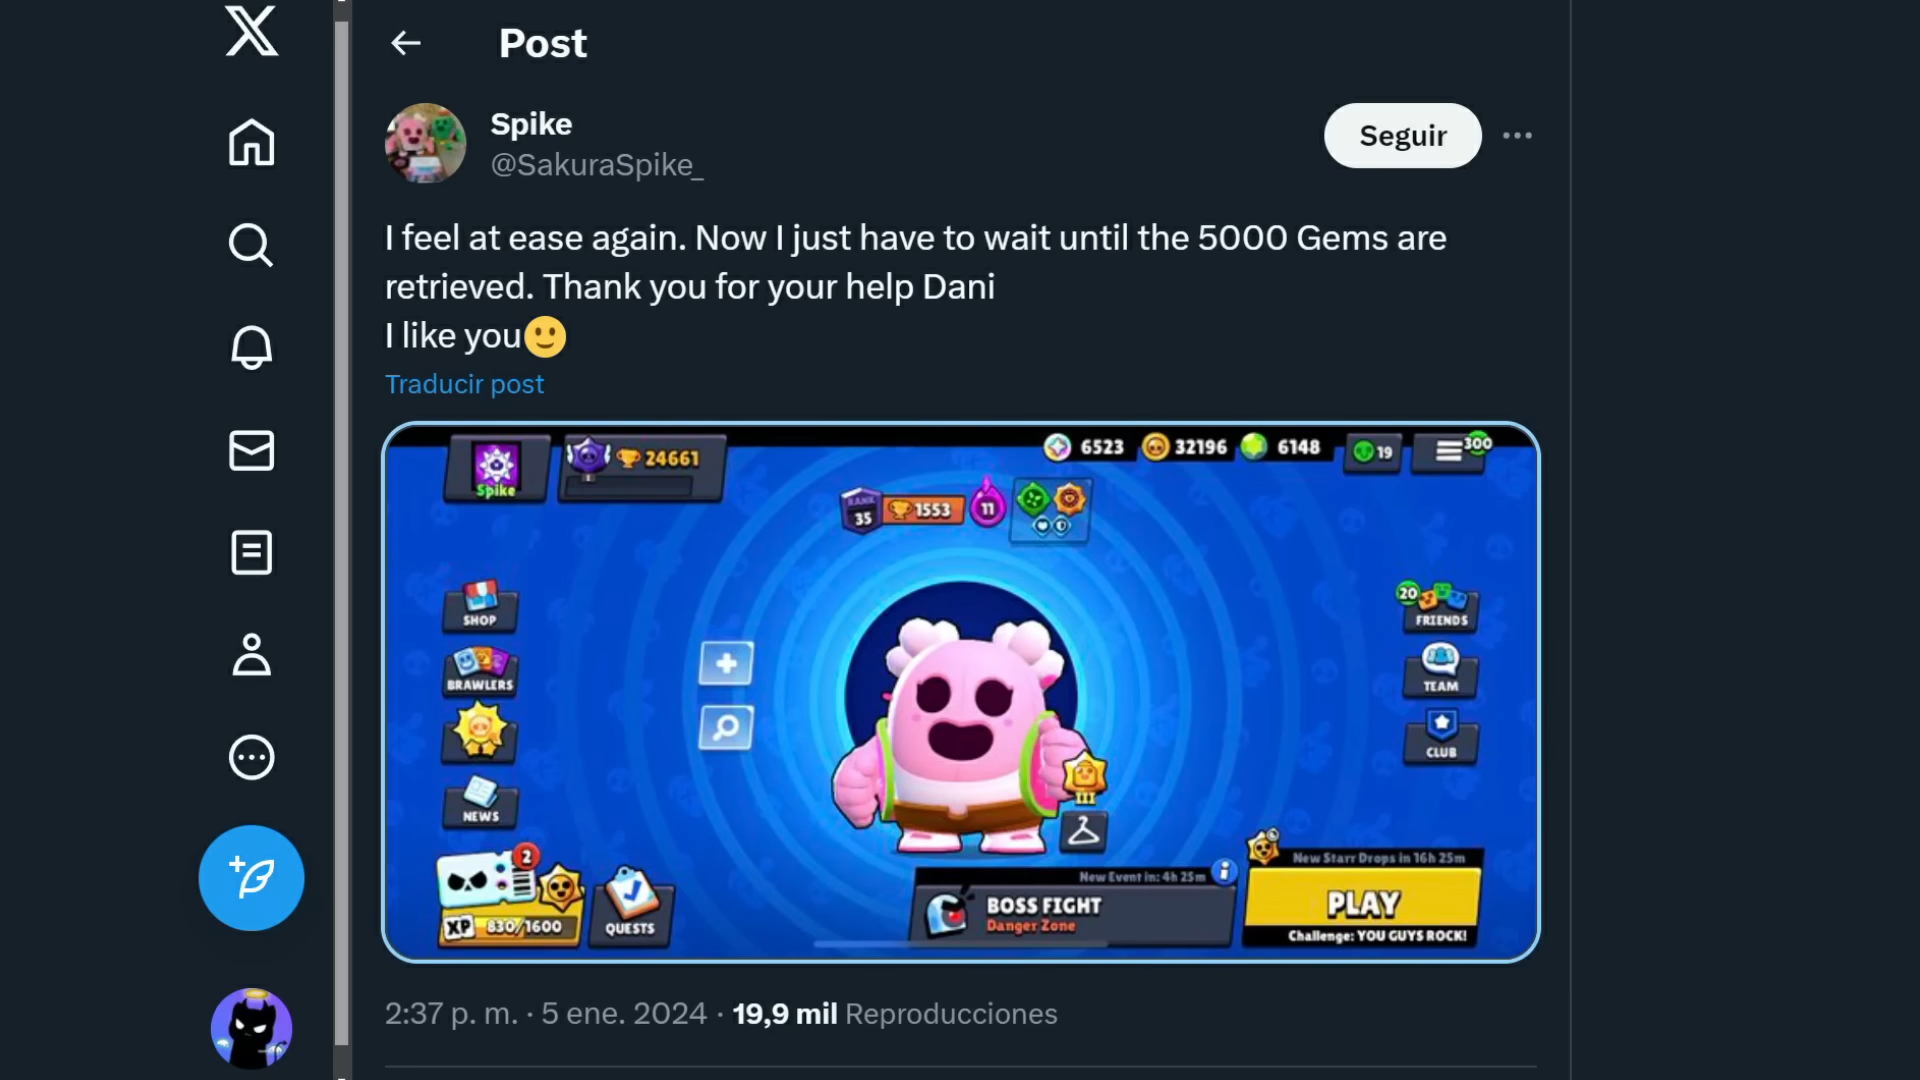 Post
Spike
@SakuraSpike_
Seguir
I feel at ease again. Now I just have to wait until the 5000 Gems are
retrieved. Thank you for your help Dani
I like you🙂
Traducir post
Spike
24661
6523
32196
6148
19
300
RANK
35
1553
11
SHOP
BRAWLERS
NEWS
20
FRIENDS
TEAM
CLUB
III
2
XP
830/1600
QUESTS
New Event in: 4h 25m
BOSS FIGHT
Danger Zone
New Starr Drops in 16h 25m
PLAY
Challenge: YOU GUYS ROCK!
2:37 p. m. · 5 ene. 2024 · 19,9 mil Reproducciones